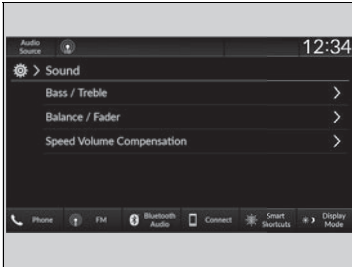 Audio
Source
12:34
Sound
Bass / Treble
Balance / Fader
Speed Volume Compensation
Phone
FM
Bluetooth
Audio
Connect
Smart
Shortcuts
Display
Mode